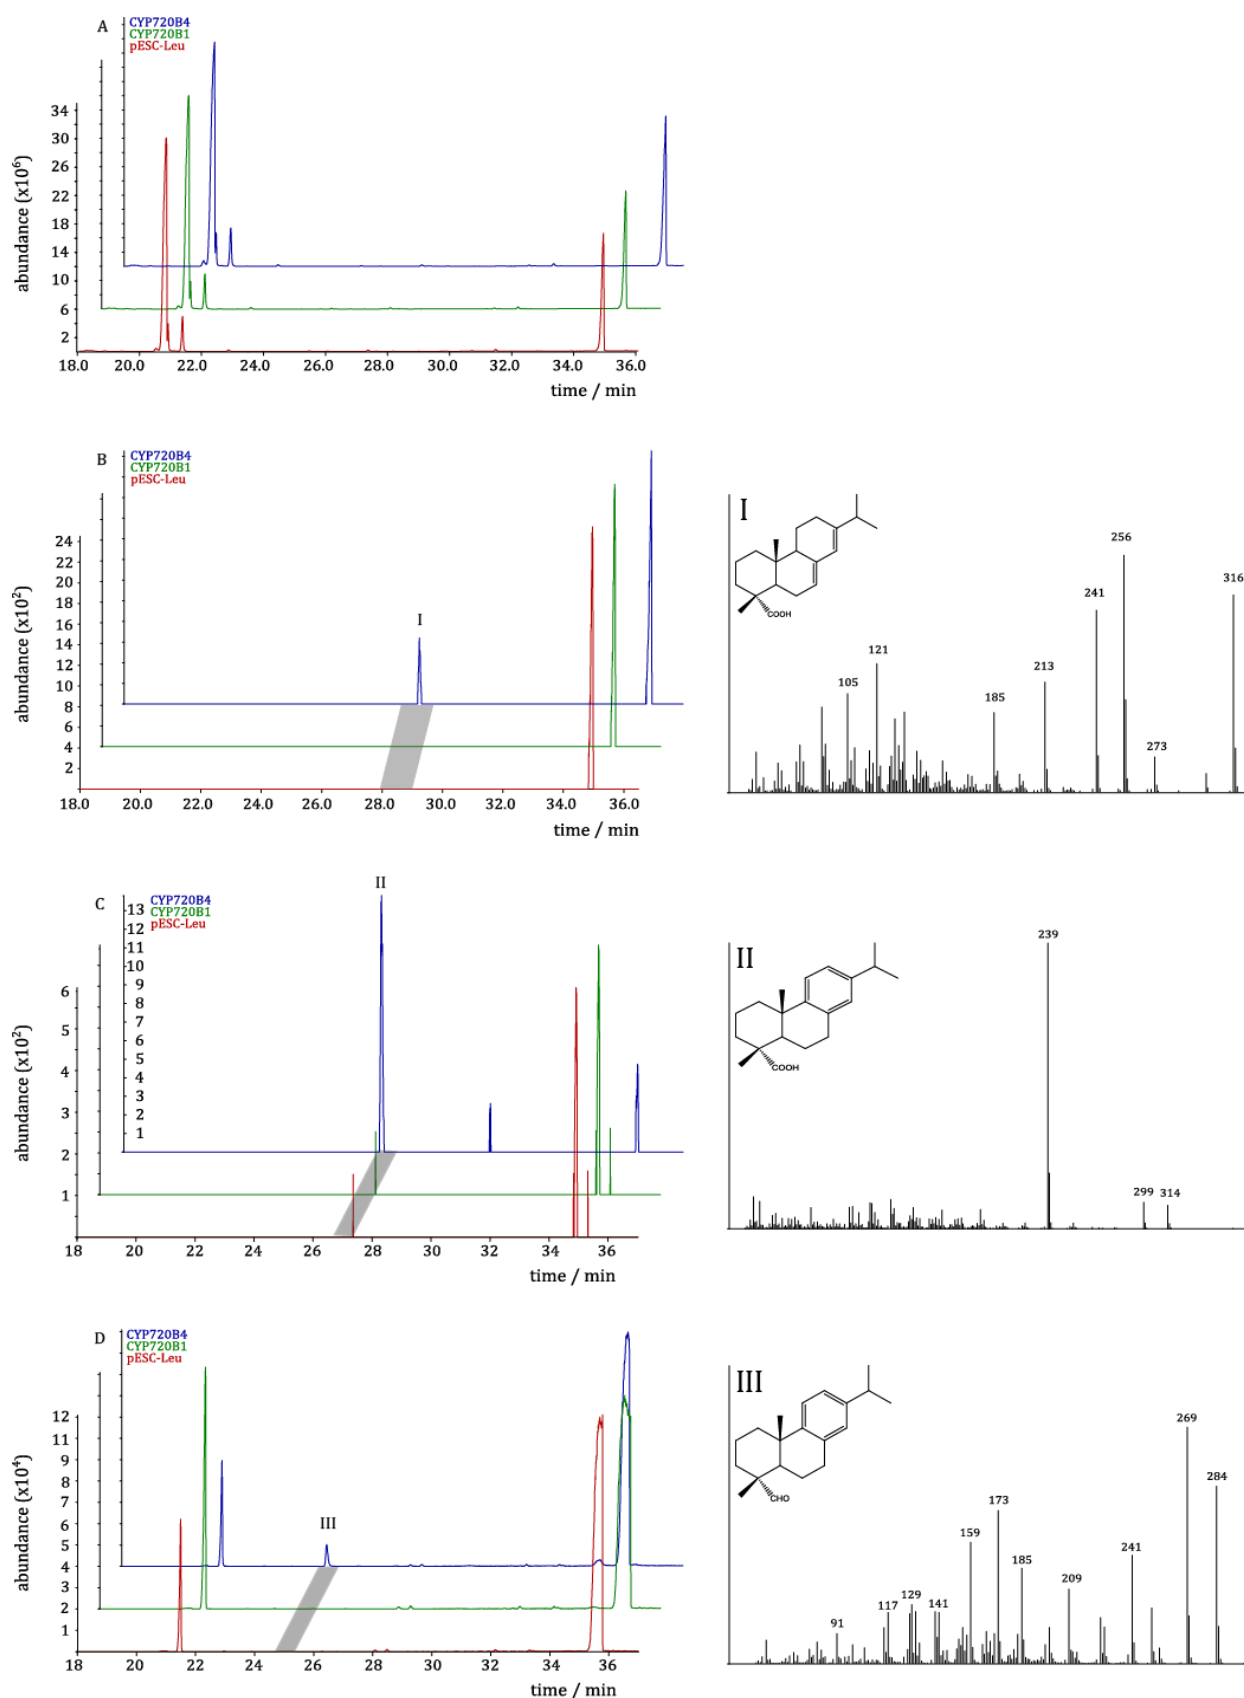 A
CYP720B4
CYP720B1
pESC-Leu
abundance (x10⁶)
34
30
26
22
18
14
10
6
2
18.0 20.0 22.0 24.0 26.0 28.0 30.0 32.0 34.0 36.0
time / min
B
CYP720B4
CYP720B1
pESC-Leu
abundance (x10²)
24
22
20
18
16
14
12
10
8
6
4
2
I
18.0 20.0 22.0 24.0 26.0 28.0 30.0 32.0 34.0 36.0
time / min
I
COOH
105
121
185
213
241
256
273
316
C
CYP720B4
CYP720B1
pESC-Leu
II
13
12
11
10
9
8
7
6
5
4
3
2
1
abundance (x10²)
6
5
4
3
2
1
18 20 22 24 26 28 30 32 34 36
time / min
II
COOH
239
299
314
D
CYP720B4
CYP720B1
pESC-Leu
abundance (x10⁴)
12
11
9
8
7
6
5
4
3
2
1
III
18 20 22 24 26 28 30 32 34 36
time / min
III
CHO
91
117
129
141
159
173
185
209
241
269
284